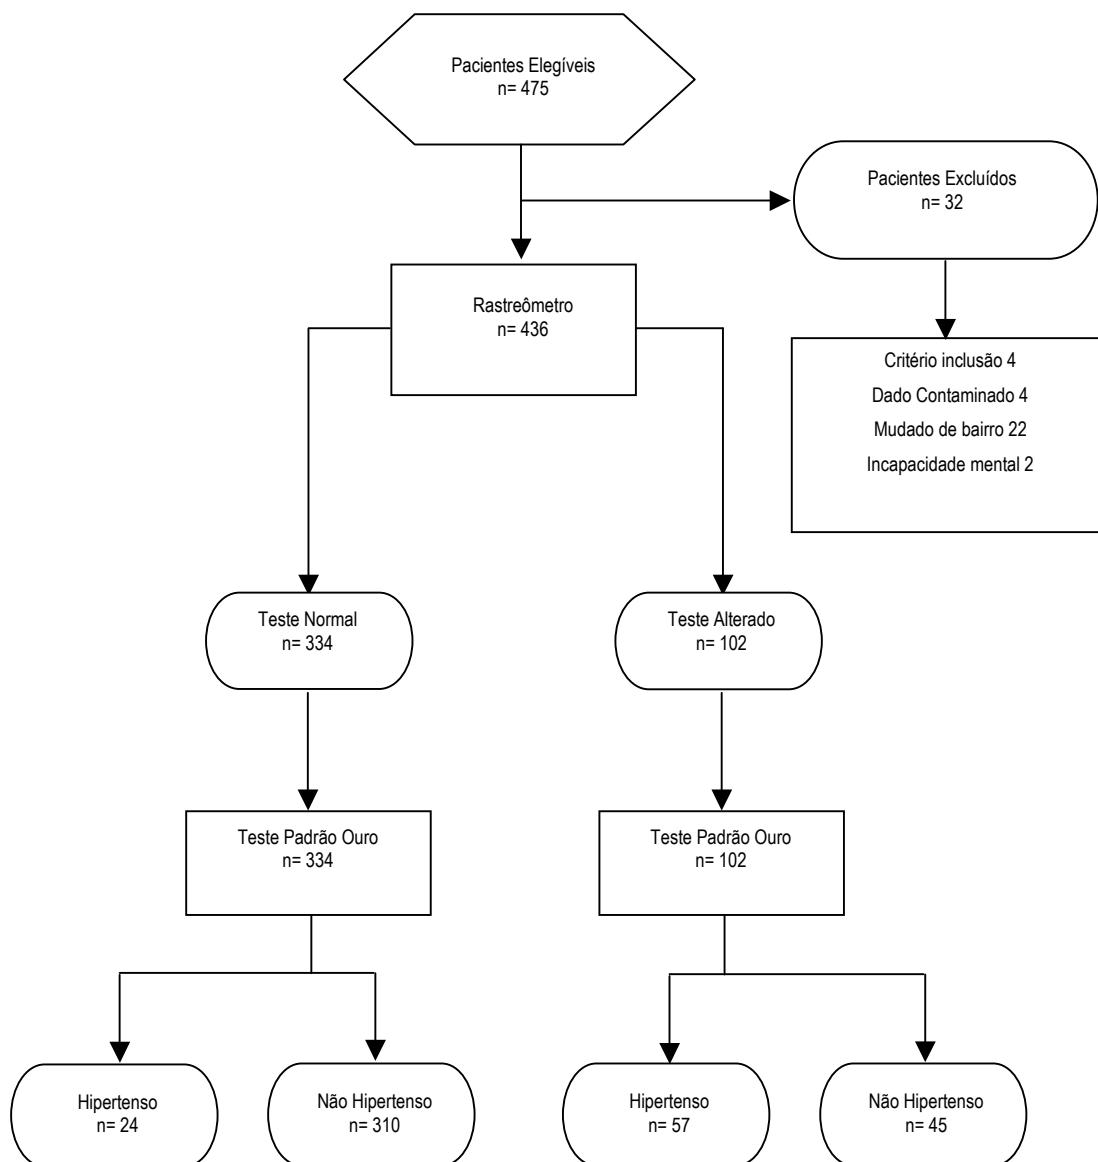 Pacientes Elegíveis
n= 475
Pacientes Excluídos
n= 32
Rastreômetro
n= 436
Critério inclusão 4
Dado Contaminado 4
Mudado de bairro 22
Incapacidade mental 2
Teste Normal
n= 334
Teste Alterado
n= 102
Teste Padrão Ouro
n= 334
Teste Padrão Ouro
n= 102
Hipertenso
n= 24
Não Hipertenso
n= 310
Hipertenso
n= 57
Não Hipertenso
n= 45